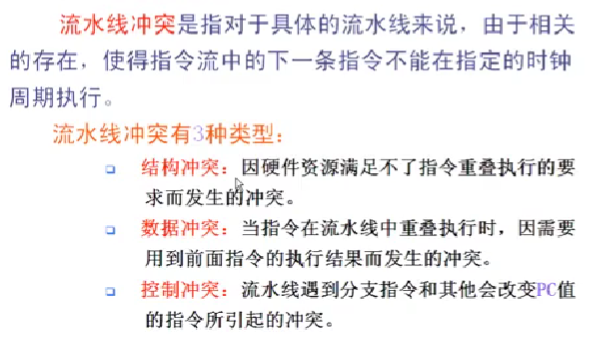 流水线冲突是指对于具体的流水线来说，由于相关
的存在，使得指令流中的下一条指令不能在指定的时钟
周期执行。
流水线冲突有3种类型：
结构冲突：因硬件资源满足不了指令重叠执行的要
求而发生的冲突。
数据冲突：当指令在流水线中重叠执行时，因需要
用到前面指令的执行结果而发生的冲突。
控制冲突：流水线遇到分支指令和其他会改变PC值
的指令所引起的冲突。